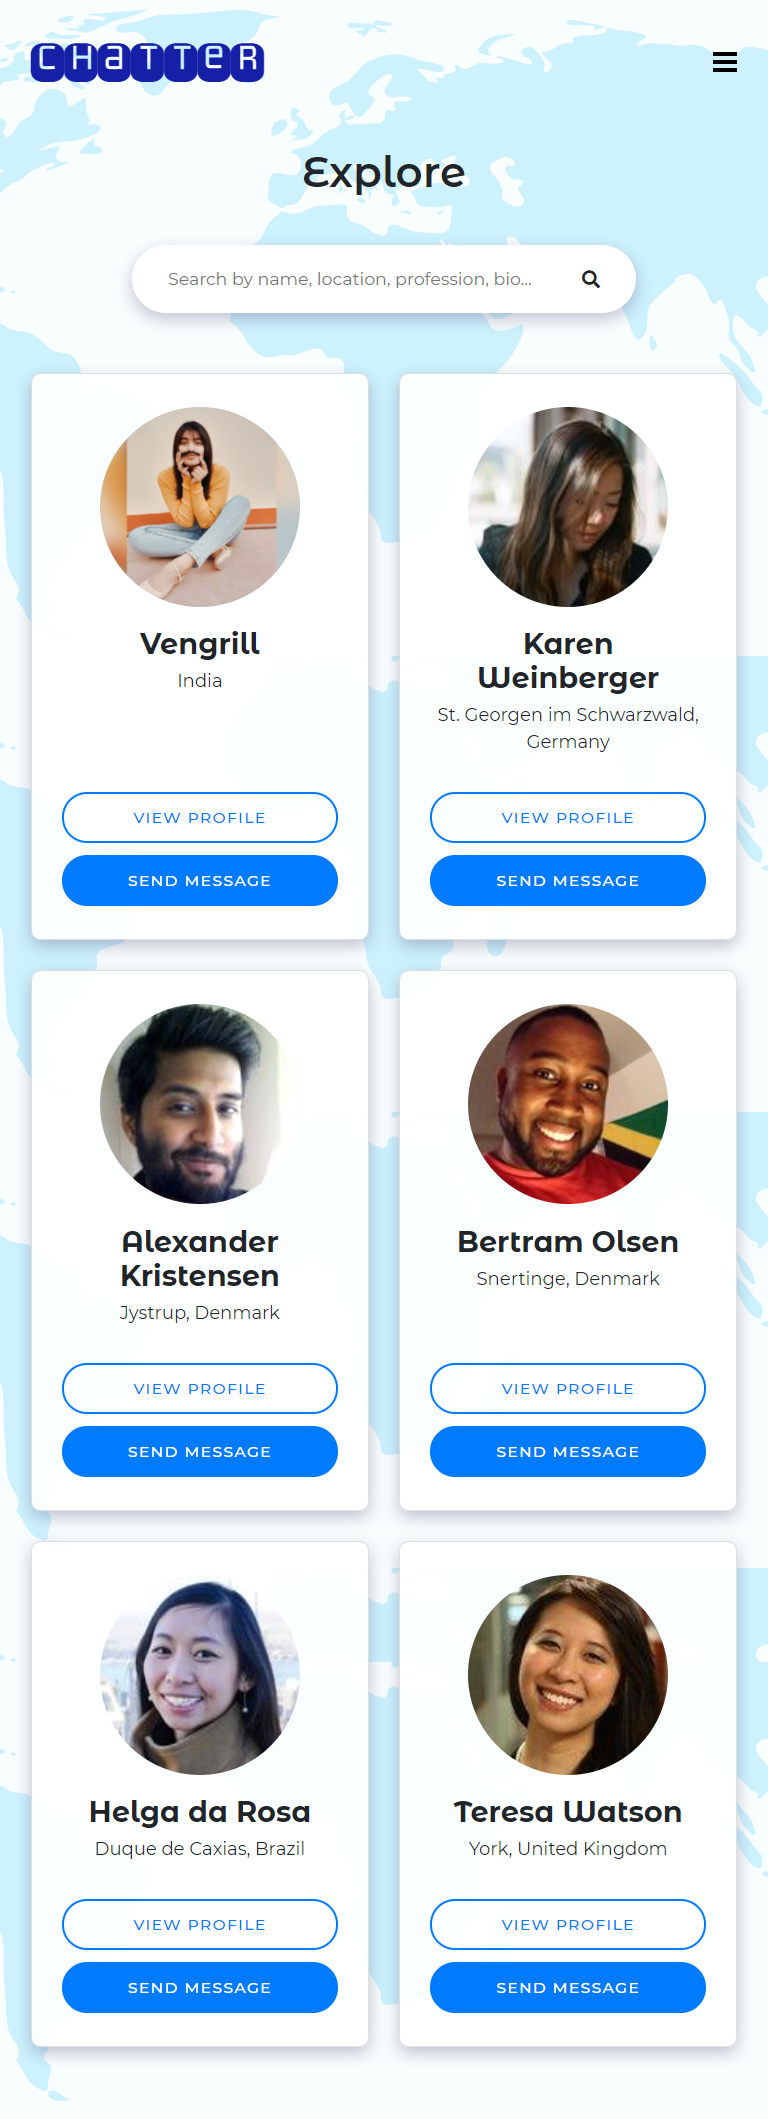 CHaTTeR
Explore
Search by name, location, profession, bio...
Vengrill
India
VIEW PROFILE
SEND MESSAGE
Karen
Weinberger
St. Georgen im Schwarzwald,
Germany
VIEW PROFILE
SEND MESSAGE
Alexander
Kristensen
Jystrup, Denmark
VIEW PROFILE
SEND MESSAGE
Bertram Olsen
Snertinge, Denmark
VIEW PROFILE
SEND MESSAGE
Helga da Rosa
Duque de Caxias, Brazil
VIEW PROFILE
SEND MESSAGE
Teresa Watson
York, United Kingdom
VIEW PROFILE
SEND MESSAGE